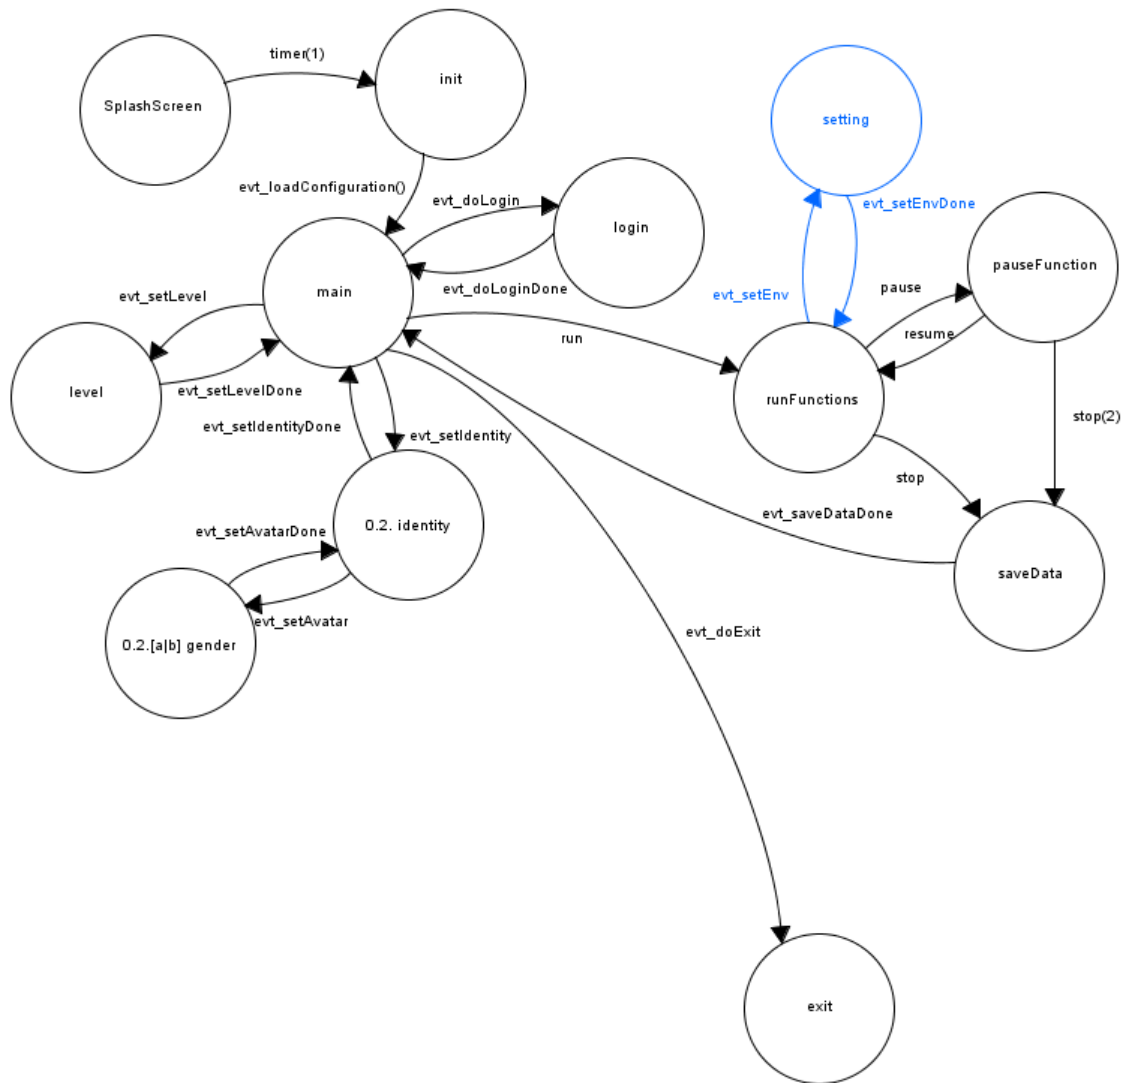 timer(1)
SplashScreen
init
setting
evt_loadConfiguration()
evt_doLogin
evt_setEnvDone
login
pauseFunction
evt_setLevel
main
evt_doLoginDone
evt_setEnv
pause
run
resume
level
evt_setLevelDone
runFunctions
evt_setIdentityDone
evt_setIdentity
stop(2)
stop
evt_saveDataDone
0.2. identity
evt_setAvatarDone
saveData
evt_setAvatar
0.2.[a|b] gender
evt_doExit
exit